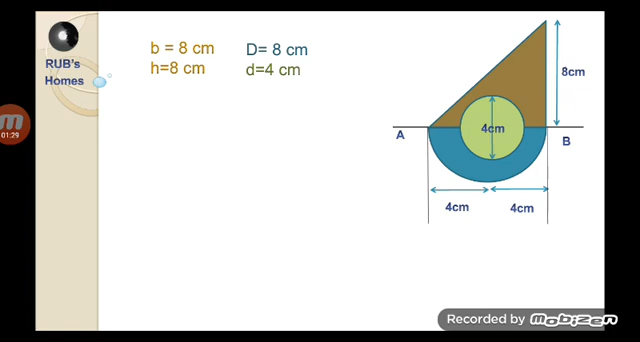 RUB's
Homes
b = 8 cm
h=8 cm
D= 8 cm
d=4 cm
8cm
4cm
A
B
4cm
4cm
01:29
Recorded by MOBIZEN